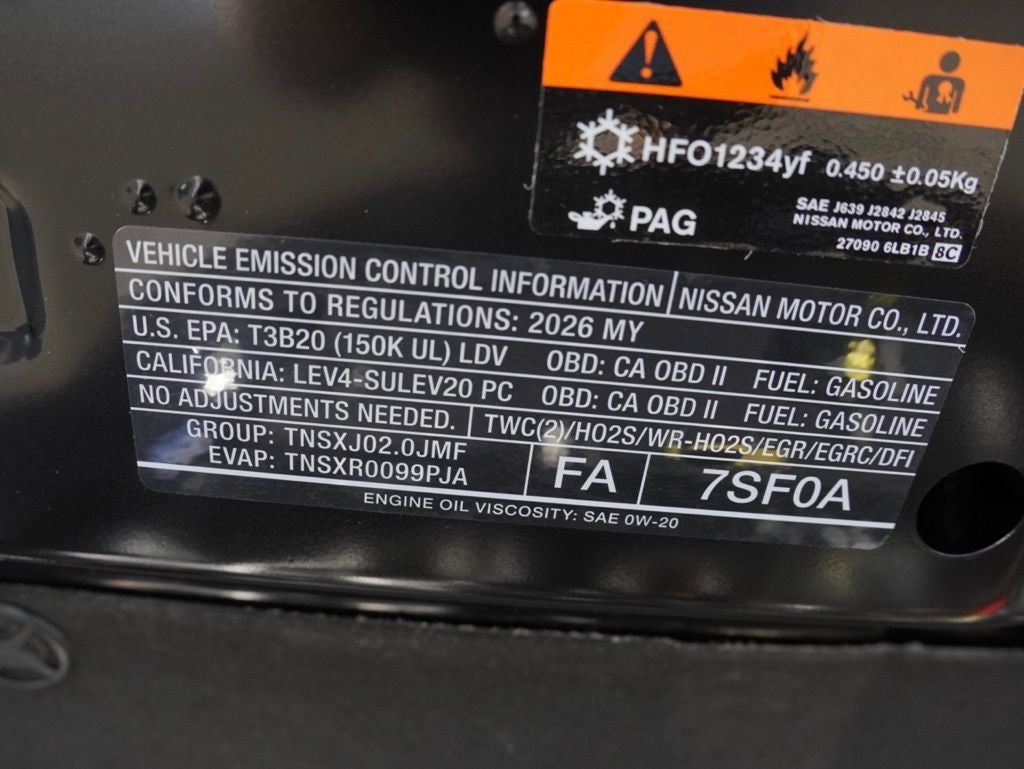 HFO1234yf 0.450 ±0.05Kg
PAG
SAE J639 J2842 J2845
NISSAN MOTOR CO., LTD.
27090 6LB1B 8C
VEHICLE EMISSION CONTROL INFORMATION NISSAN MOTOR CO., LTD.
CONFORMS TO REGULATIONS: 2026 MY
U.S. EPA: T3B20 (150K UL) LDV OBD: CA OBD II FUEL: GASOLINE
CALIFORNIA: LEV4-SULEV20 PC OBD: CA OBD II FUEL: GASOLINE
NO ADJUSTMENTS NEEDED. TWC(2)/HO2S/WR-HO2S/EGR/EGRC/DFI
GROUP: TNSXJ02.0JMF
EVAP: TNSXR0099PJA
FA 7SF0A
ENGINE OIL VISCOSITY: SAE 0W-20